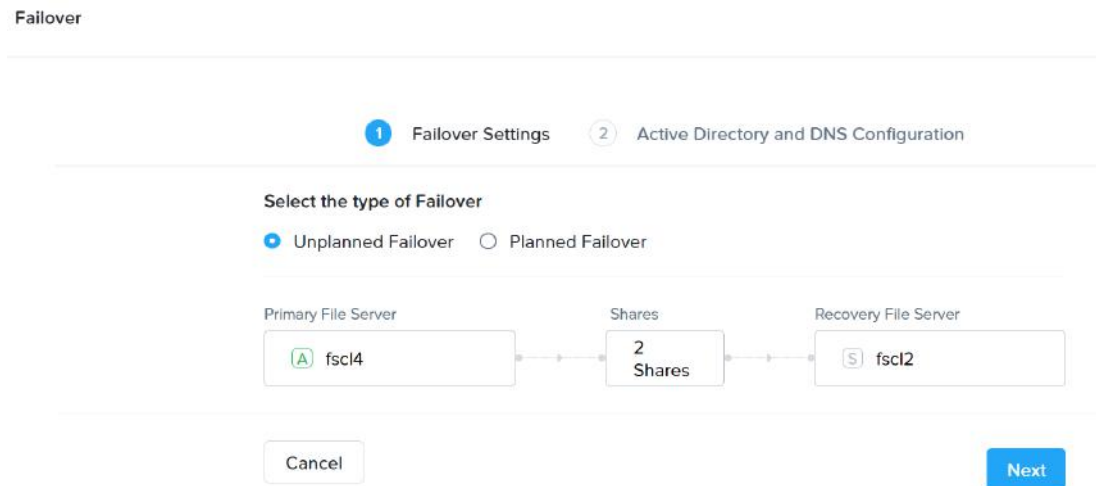 Failover
1 Failover Settings 2 Active Directory and DNS Configuration
Select the type of Failover
Unplanned Failover Planned Failover
Primary File Server Shares Recovery File Server
A fscl4 2 Shares S fscl2
Cancel Next